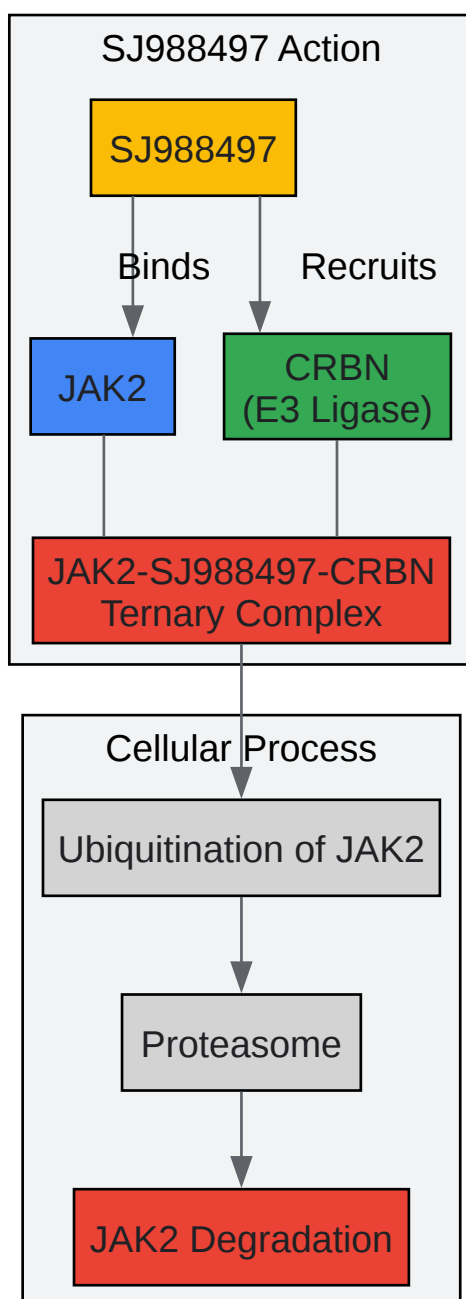 SJ988497 Action
SJ988497
Binds
Recruits
JAK2
CRBN
(E3 Ligase)
JAK2-SJ988497-CRBN
Ternary Complex
Cellular Process
Ubiquitination of JAK2
Proteasome
JAK2 Degradation